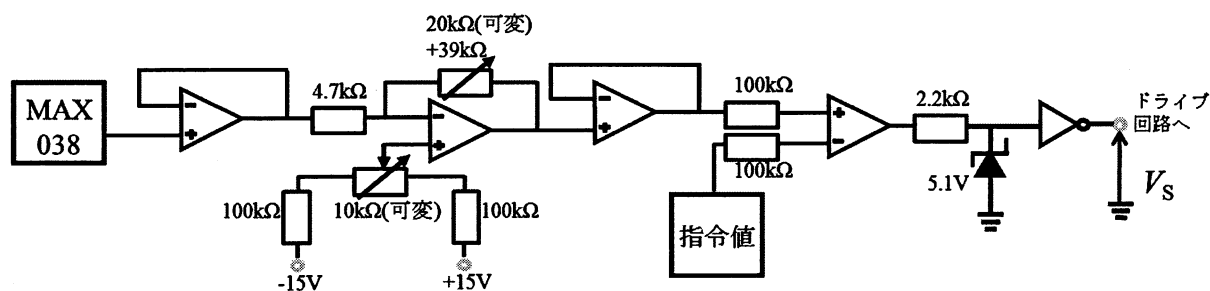 20kΩ(可変)
+39kΩ
MAX
038
4.7kΩ
-
+
-
+
-
+
100kΩ
100kΩ
+
-
2.2kΩ
ドライブ
回路へ
5.1V
VS
100kΩ
10kΩ(可変)
100kΩ
-15V
+15V
指令値